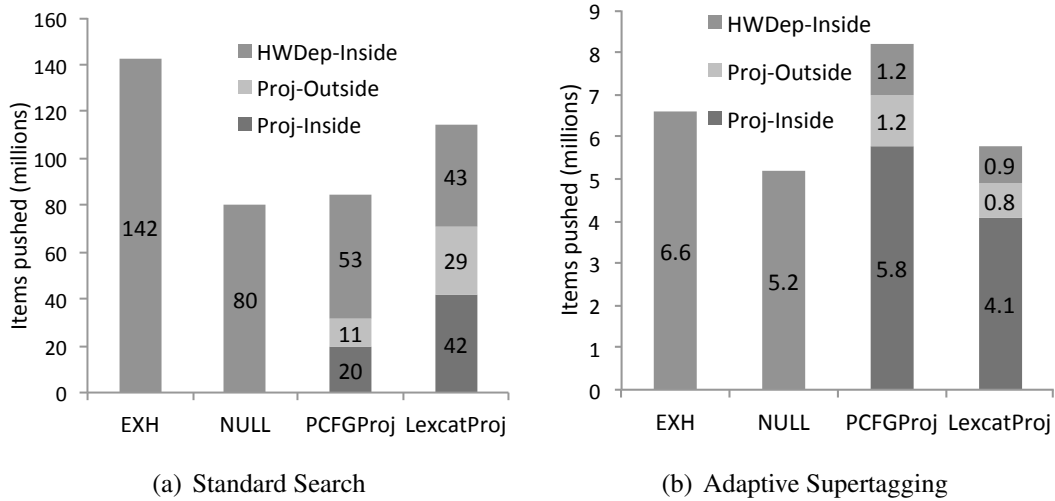 Items pushed (millions)
160
140
120
100
80
60
40
20
0
HWDep-Inside
Proj-Outside
Proj-Inside
142
80
53
11
20
43
29
42
EXH NULL PCFGProj LexcatProj
(a) Standard Search
Items pushed (millions)
9
8
7
6
5
4
3
2
1
0
HWDep-Inside
Proj-Outside
Proj-Inside
6.6
5.2
1.2
1.2
5.8
0.9
0.8
4.1
EXH NULL PCFGProj LexcatProj
(b) Adaptive Supertagging